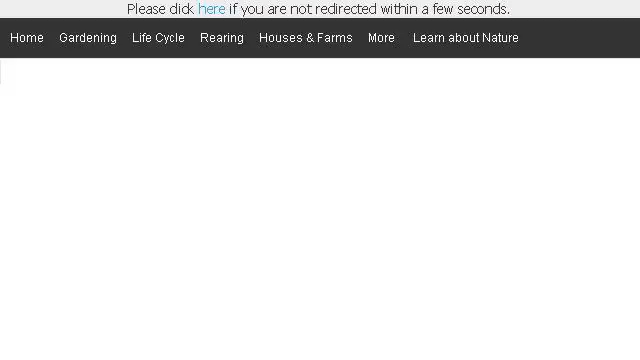 Please click here if you are not redirected within a few seconds.
Home Gardening Life Cycle Rearing Houses & Farms More Learn about Nature